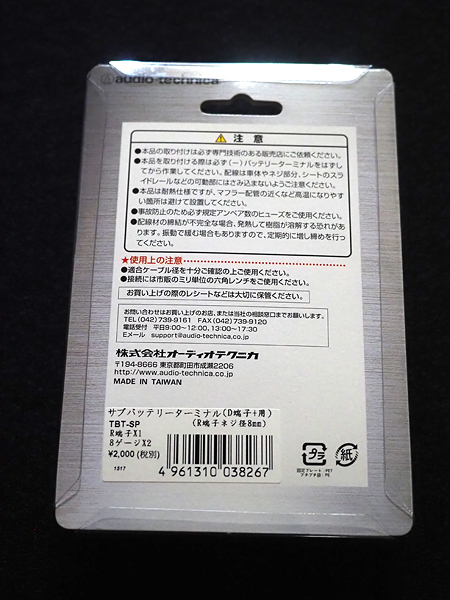 audio-technica
注意
●本品の取り付けは必ず専門技術のある販売店にご依頼ください。
●本品を取り付ける際は必ず(−)バッテリーターミナルをはずし
てから作業してください。配線は車体やネジ部分、シートのスラ
イドレールなどの可動部にはさみ込まないようご注意ください。
●本品は耐熱仕様ですが、マフラー配管の近くなど高温になりやす
い箇所は避けて設置してください。
●事故防止のため必ず規定アンペア数のヒューズをご使用ください。
●配線材の締結が不完全な場合、発熱して樹脂が溶解する恐れがあ
ります。振動で緩む場合もありますので、定期的に増し締めを行っ
てください。
★使用上の注意
●適合ケーブル径を十分ご確認の上ご使用ください。
●接続には市販のミリ単位の六角レンチをご使用ください。
お買い上げの際のレシートなどは大切に保管ください。
お問い合わせはお買い上げのお店、または当社の相談窓口までお願いします。
TEL (042) 739-9161 FAX (042) 739-9120
電話受付 平日9:00〜12:00、13:00〜17:30
Eメール support@audio-technica.co.jp
株式会社オーディオテクニカ
〒194-8666 東京都町田市成瀬2206
http://www.audio-technica.co.jp
MADE IN TAIWAN
サブバッテリーターミナル(D端子+用)
TBT-SP (R端子ネジ径8mm)
R端子X1
8ゲージX2
¥2,000(税別)
1317
4 961310 038267
プラ 紙
固定プレート:PET
プチプチ袋:PE